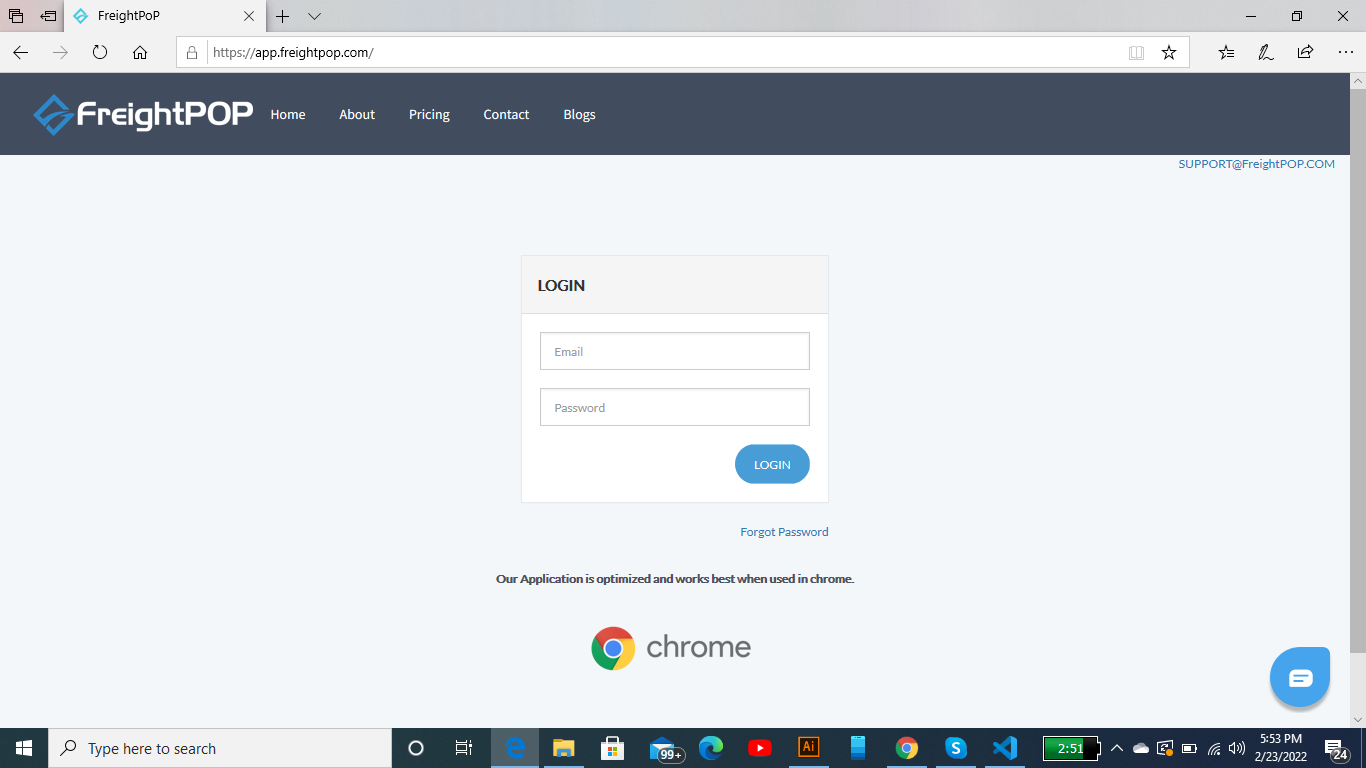 FreightPoP
https://app.freightpop.com/
FreightPOP Home About Pricing Contact Blogs
SUPPORT@FreightPOP.COM
LOGIN
Email
Password
LOGIN
Forgot Password
Our Application is optimized and works best when used in chrome.
chrome
Type here to search
99+
Ai
2:51
5:53 PM
2/23/2022
24